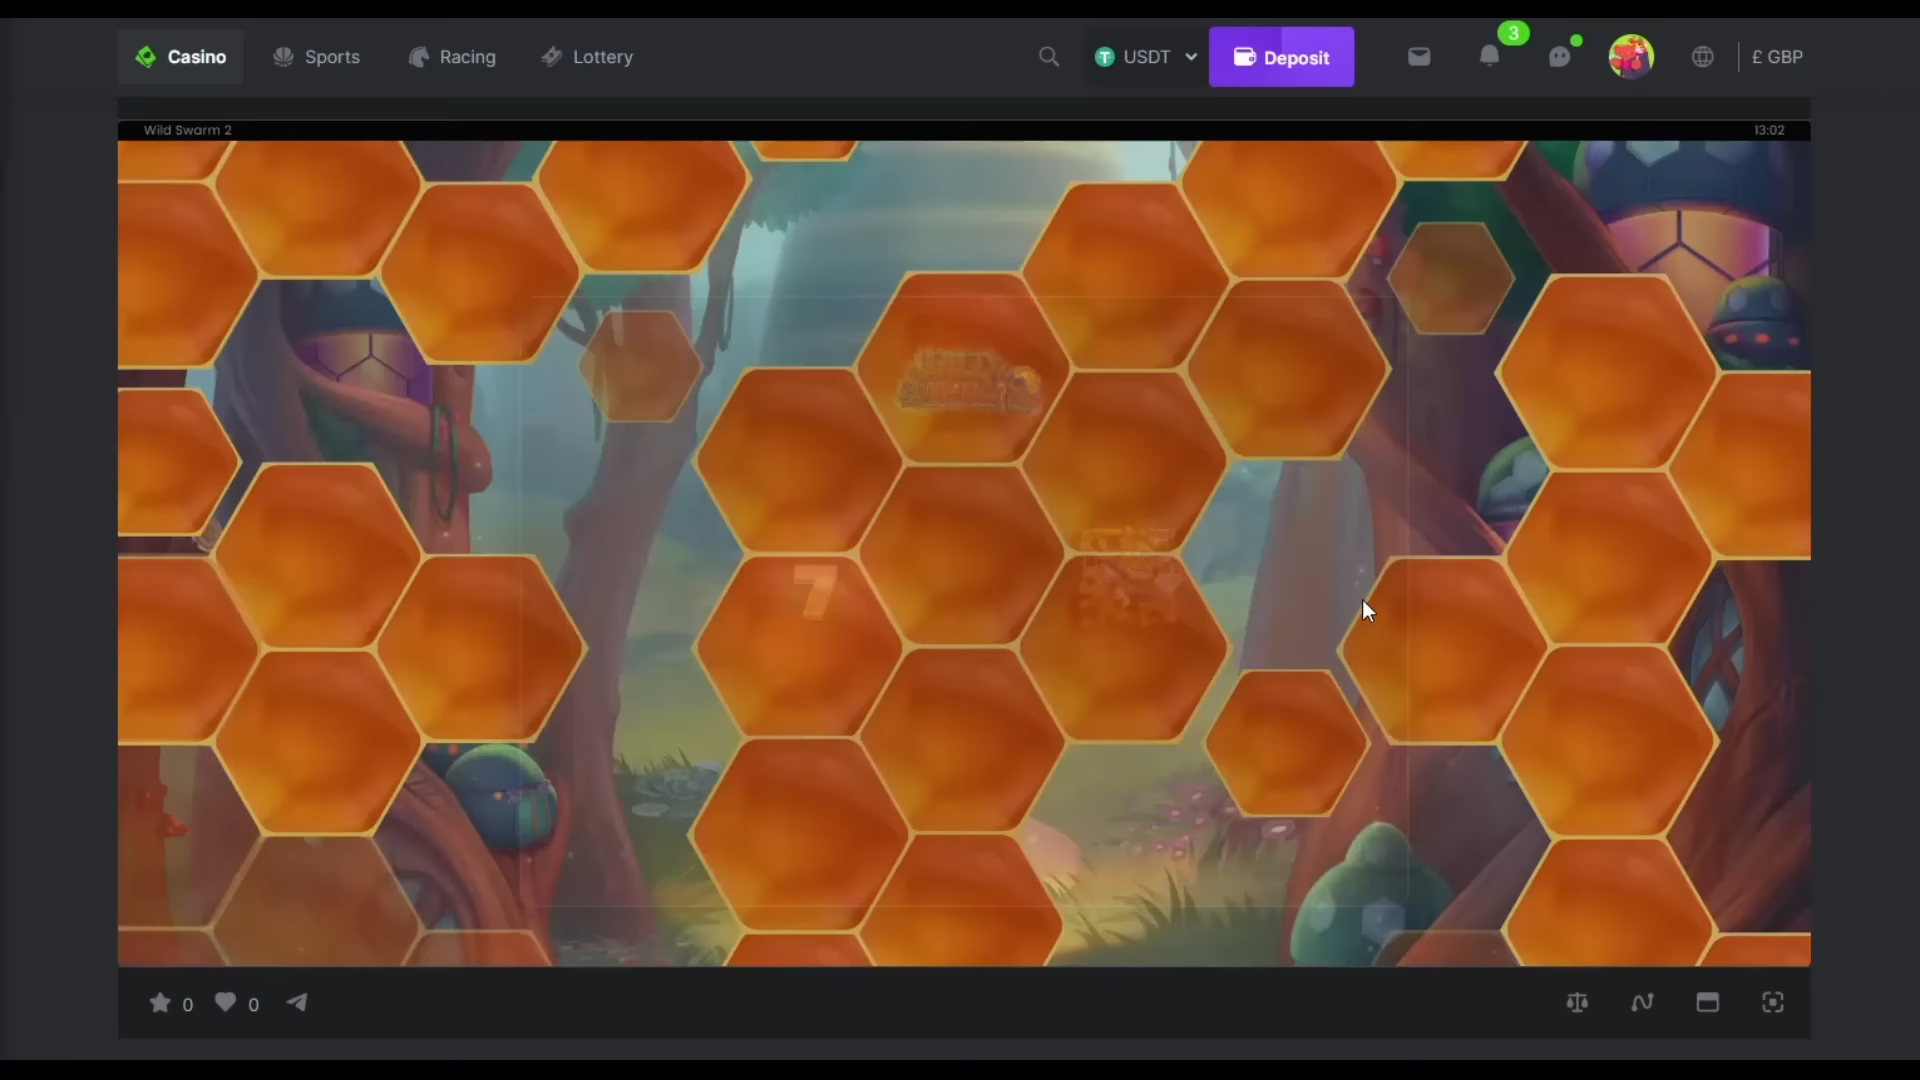 Casino
Sports
Racing
Lottery
USDT
Deposit
3
£ GBP
Wild Swarm 2
13:02
7
0
0